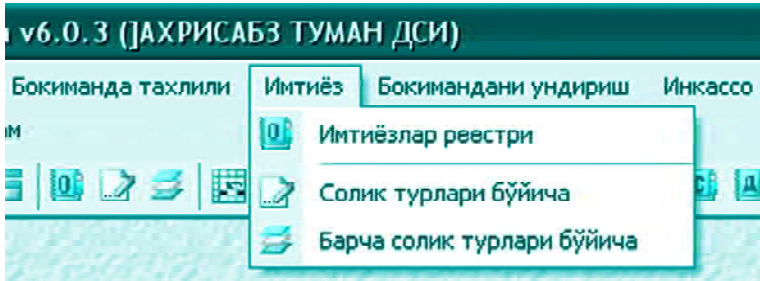 v6.0.3 (]АХРИСАБЗ ТУМАН ДСИ)
Бокиманда тахлили Имтиёз Бокимандани ундириш Инкассо
Имтиёзлар реестри
Солик турлари бўйича
Барча солик турлари бўйича